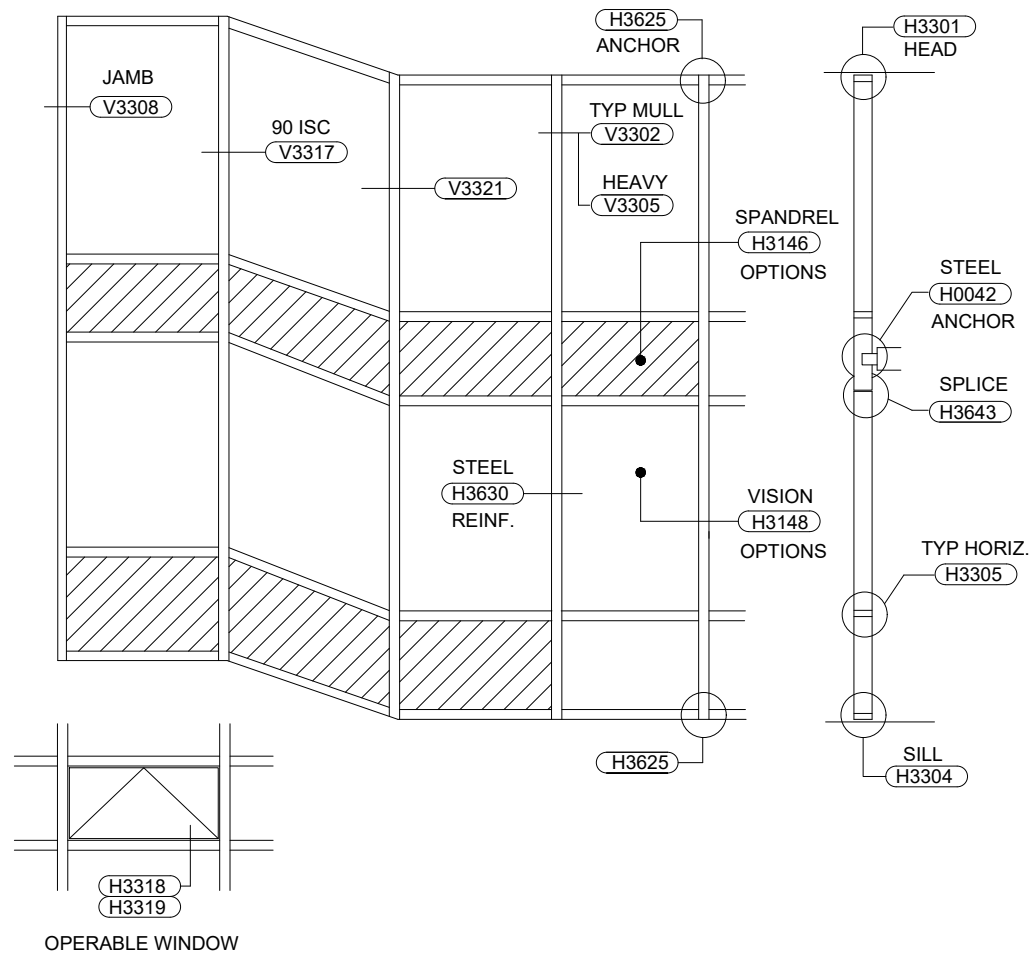 H3625
ANCHOR
H3301
HEAD
JAMB
V3308
90 ISC
V3317
TYP MULL
V3302
V3321
HEAVY
V3305
SPANDREL
H3146
OPTIONS
STEEL
H0042
ANCHOR
SPLICE
H3643
STEEL
H3630
REINF.
VISION
H3148
OPTIONS
TYP HORIZ.
H3305
H3625
SILL
H3304
H3318
H3319
OPERABLE WINDOW